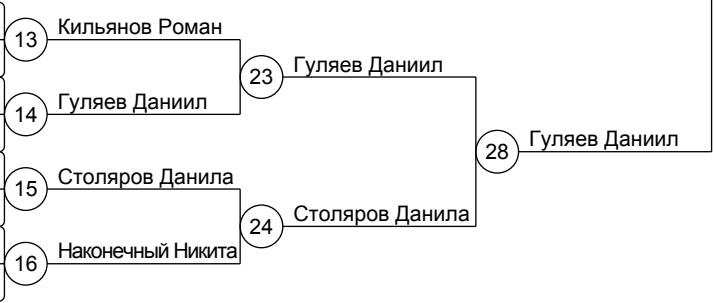 13 Кильянов Роман
23 Гуляев Даниил
14 Гуляев Даниил
28 Гуляев Даниил
15 Столяров Данила
24 Столяров Данила
16 Наконечный Никита